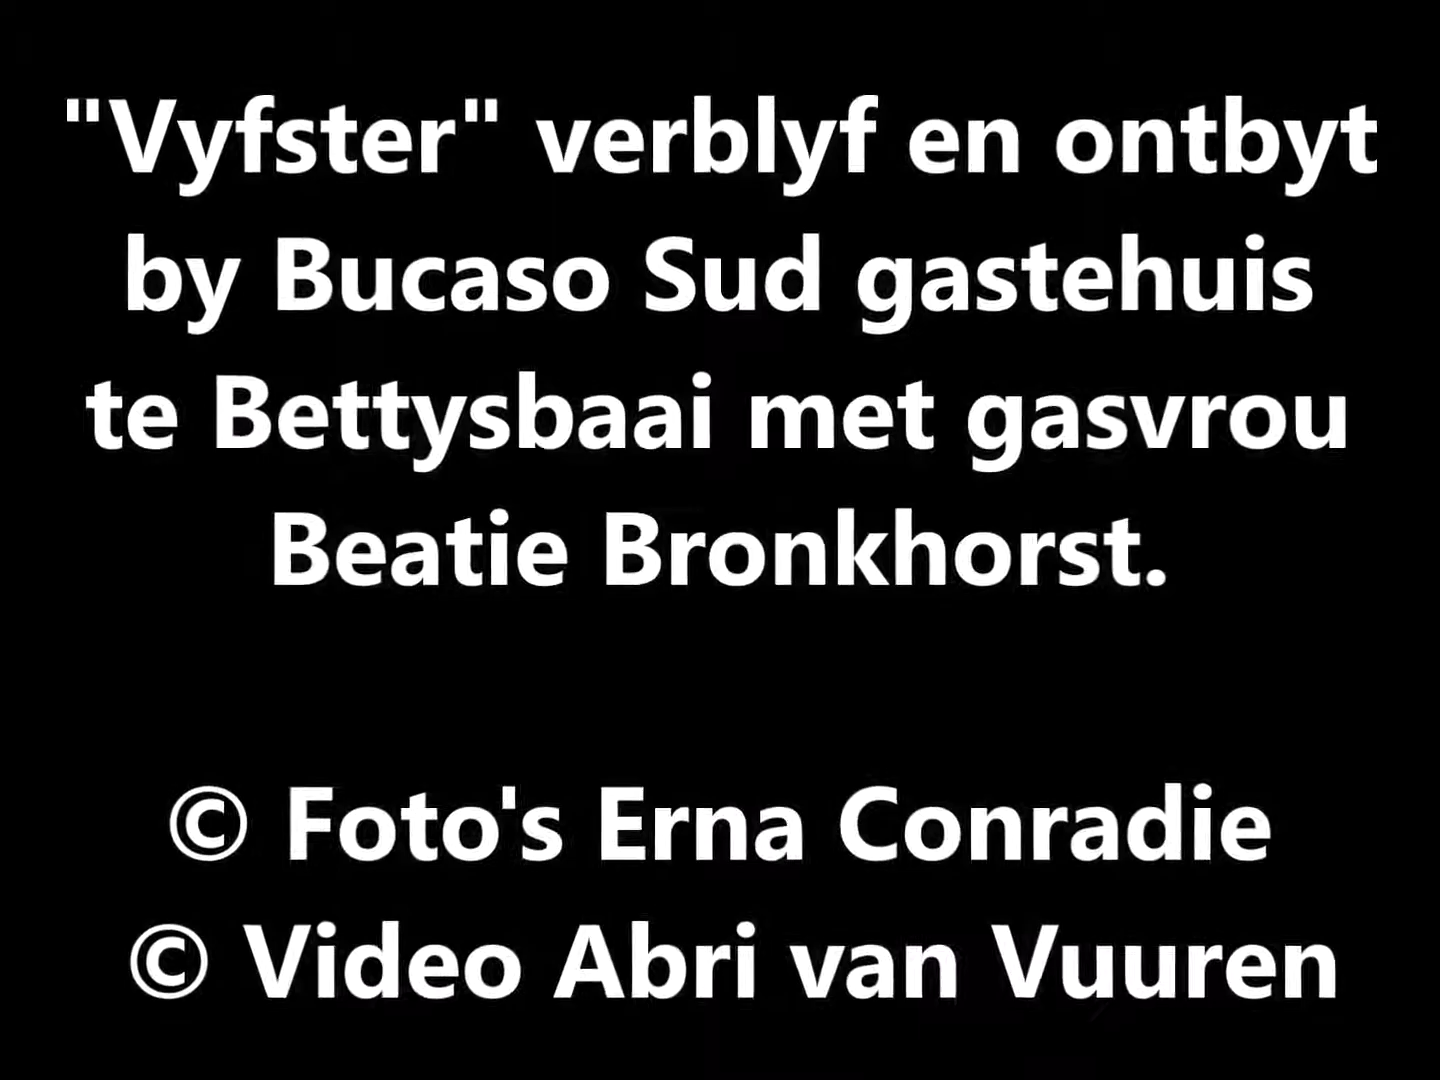 "Vyfster" verblyf en ontbyt
by Bucaso Sud gastehuis
te Bettysbaai met gasvrou
Beatie Bronkhorst.
© Foto's Erna Conradie
© Video Abri van Vuuren